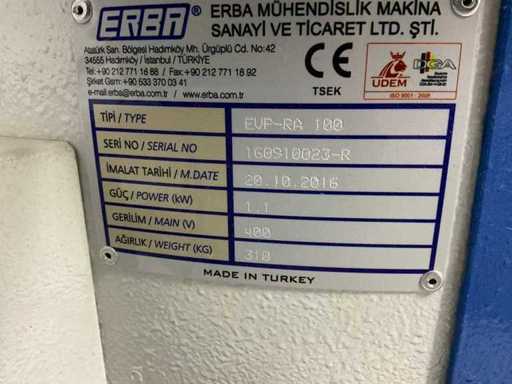 ERBA® ERBA MÜHENDİSLİK MAKİNA
SANAYİ VE TİCARET LTD. ŞTİ.
Atatürk San. Bölgesi Hadımköy Mh. Ürgüplü Cd. No:42
34555 Hadımköy / İstanbul / TÜRKİYE
Tel:+90 212 771 16 88 / Fax:+90 212 771 16 92
Şirket Gsm:+90 533 370 03 41
e-mail.erba@erba.com.tr / www.erba.com.tr
CE
TSEK
UDEM
ISO 9001 : 2008
DGA
TİPİ / TYPE EVP-RA 100
SERİ NO / SERIAL NO 160910023-R
İMALAT TARİHİ / M.DATE 20.10.2016
GÜÇ / POWER (kW) 1.1
GERİLİM / MAIN (V) 400
AĞIRLIK / WEIGHT (KG) 310
MADE IN TURKEY